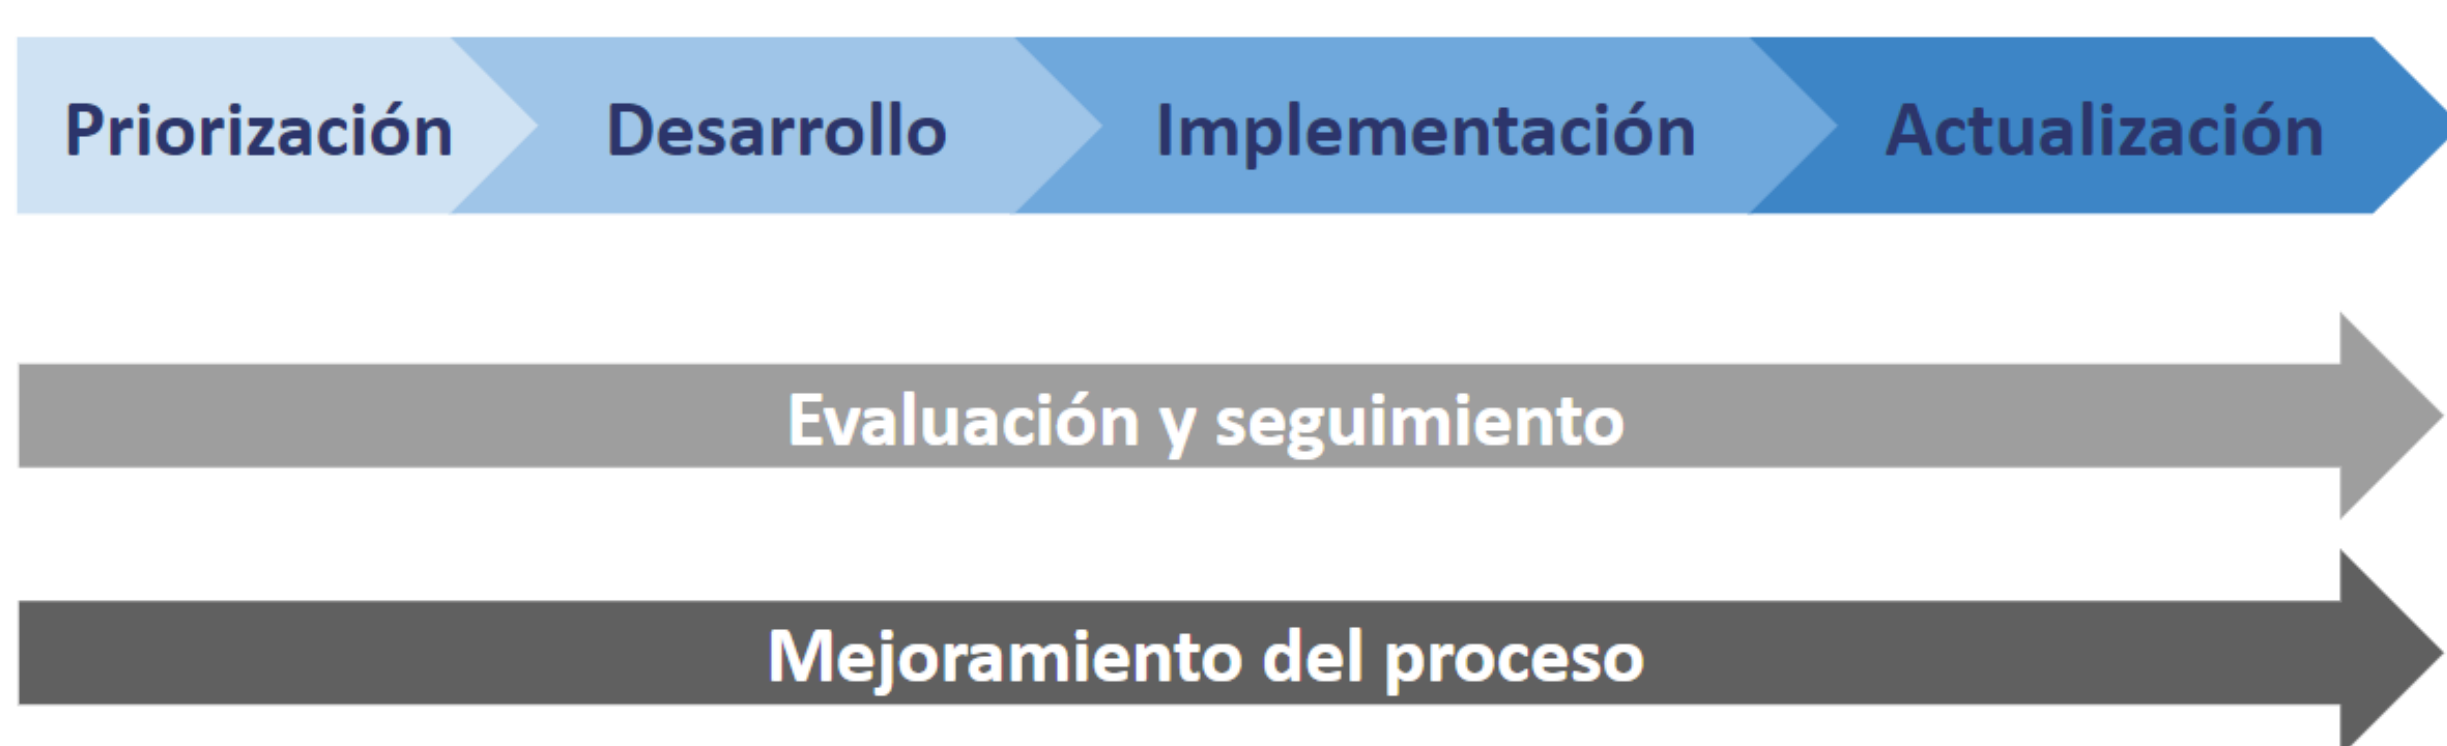 Priorización
Desarrollo
Implementación
Actualización
Evaluación y seguimiento
Mejoramiento del proceso